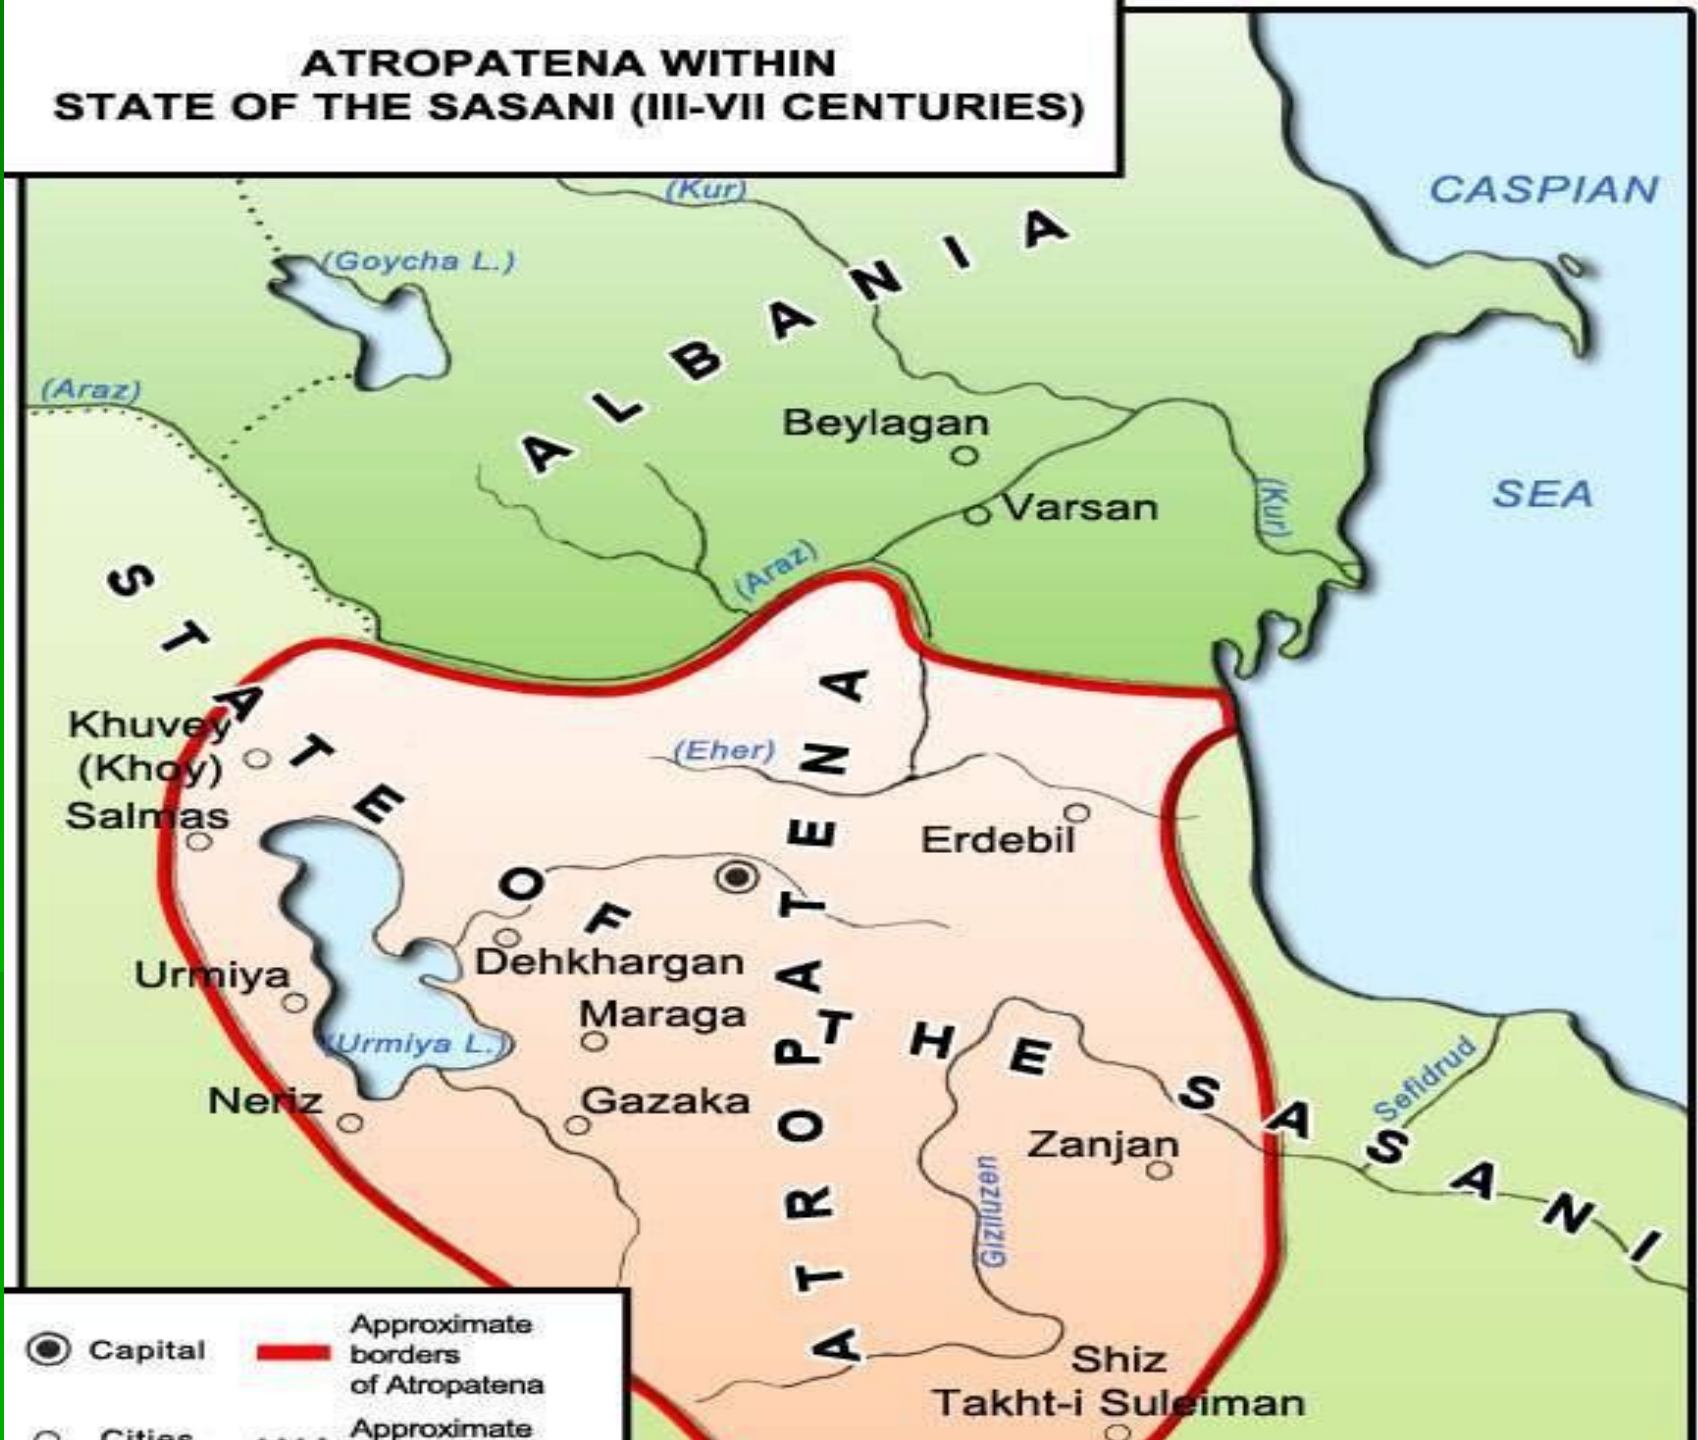 ATROPATENA WITHIN
STATE OF THE SASANI (III-VII CENTURIES)
CASPIAN
SEA
(Kur)
(Goycha L.)
ALBANIA
(Araz)
Beylagan
Varsan
(Kur)
(Araz)
STATE OF THE SASANI
ATROPATENA
Khuvey
(Khoy)
Salmas
(Eher)
Erdebil
Dehkhargan
Urmiya
Maraga
(Urmiya L.)
Neriz
Gazaka
Zanjan
Sefidrud
Giziluzen
Shiz
Takht-i Suleiman
Capital
Approximate
borders
of Atropatena
Cities
Approximate